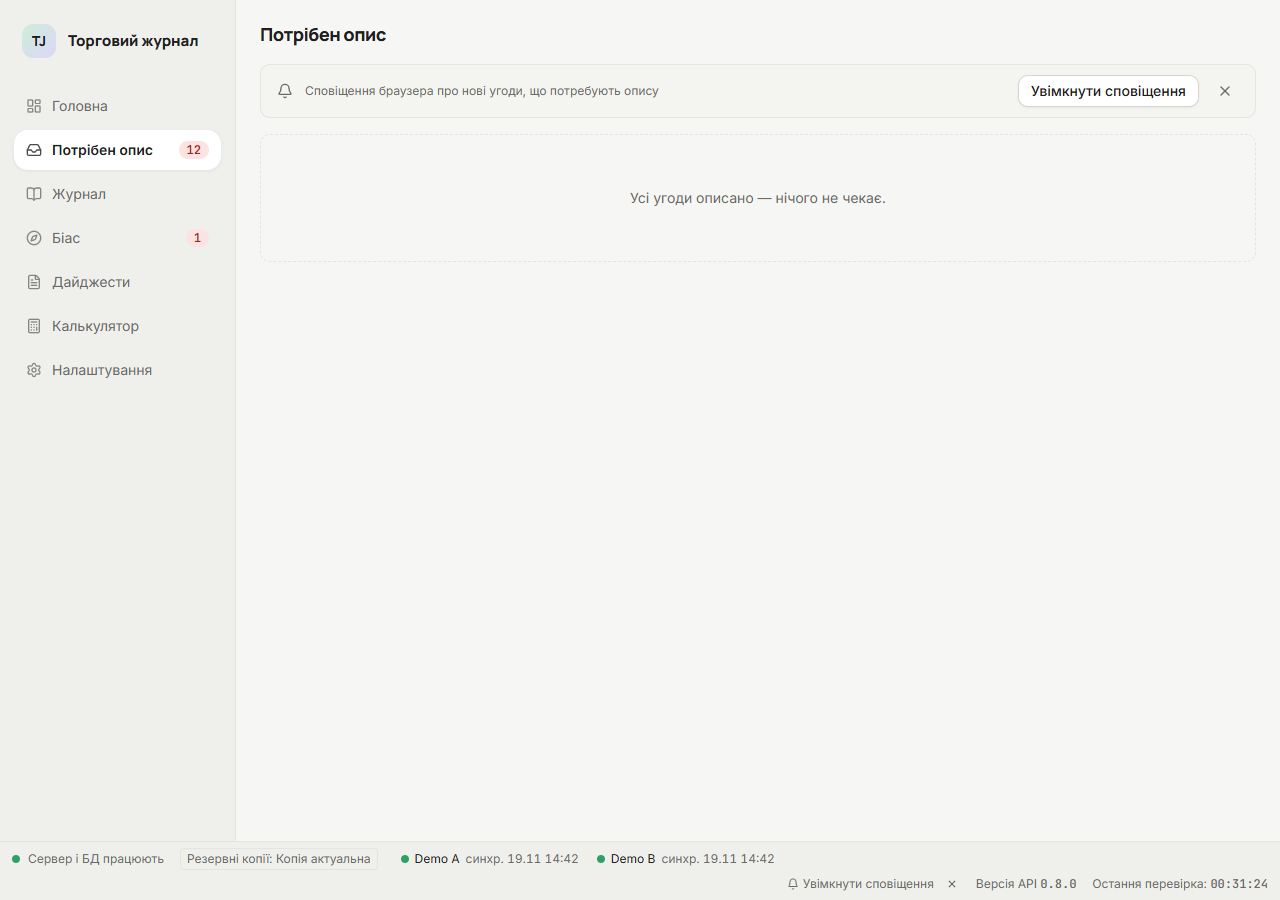 TJ Торговий журнал
Головна
Потрібен опис 12
Журнал
Біас 1
Дайджести
Калькулятор
Налаштування
Потрібен опис
Сповіщення браузера про нові угоди, що потребують опису
Увімкнути сповіщення
Усі угоди описано — нічого не чекає.
Сервер і БД працюють Резервні копії: Копія актуальна Demo A синхр. 19.11 14:42 Demo B синхр. 19.11 14:42
Увімкнути сповіщення Версія API 0.8.0 Остання перевірка: 00:31:24